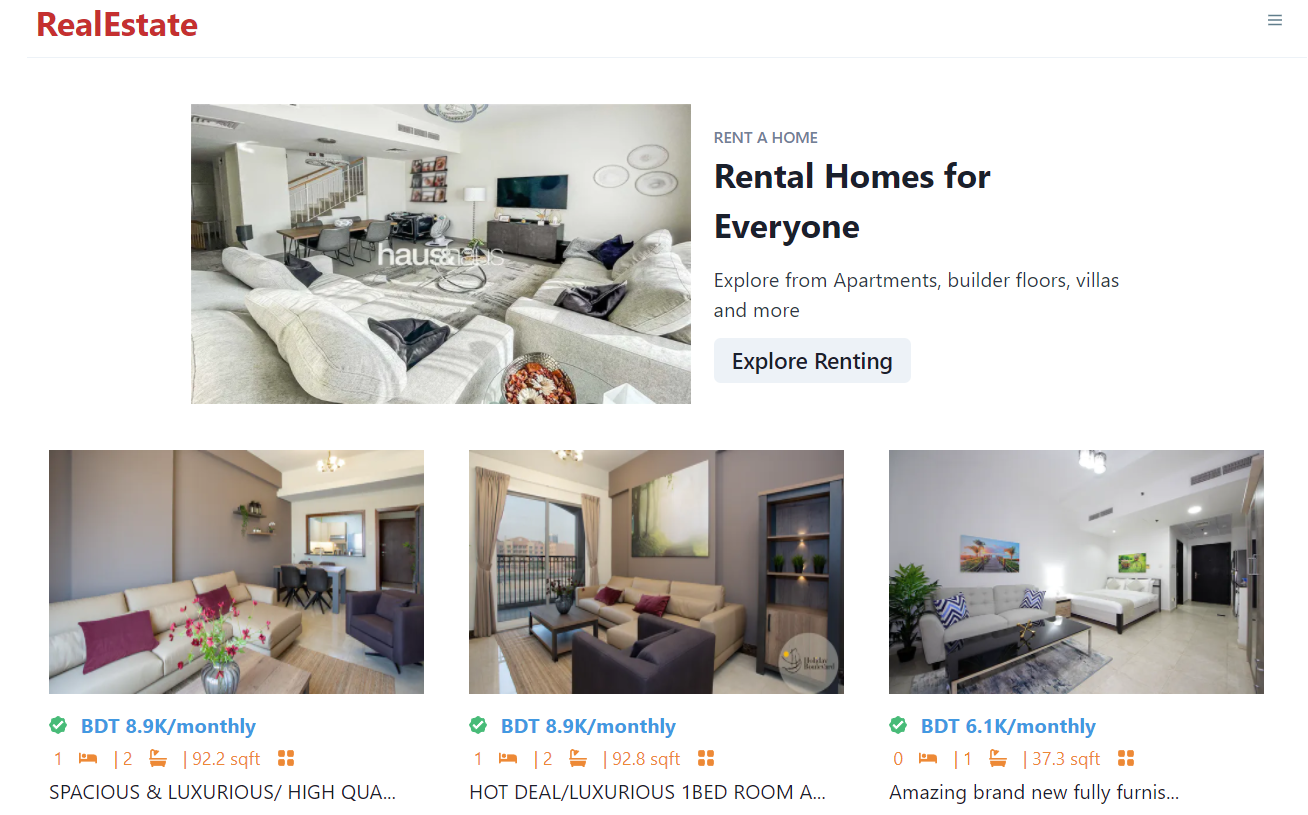 RealEstate
haus&haus
RENT A HOME
Rental Homes for
Everyone
Explore from Apartments, builder floors, villas
and more
Explore Renting
Holiday
Boulevard
BDT 8.9K/monthly
1 | 2 | 92.2 sqft
SPACIOUS & LUXURIOUS/ HIGH QUA...
BDT 8.9K/monthly
1 | 2 | 92.8 sqft
HOT DEAL/LUXURIOUS 1BED ROOM A...
BDT 6.1K/monthly
0 | 1 | 37.3 sqft
Amazing brand new fully furnis...